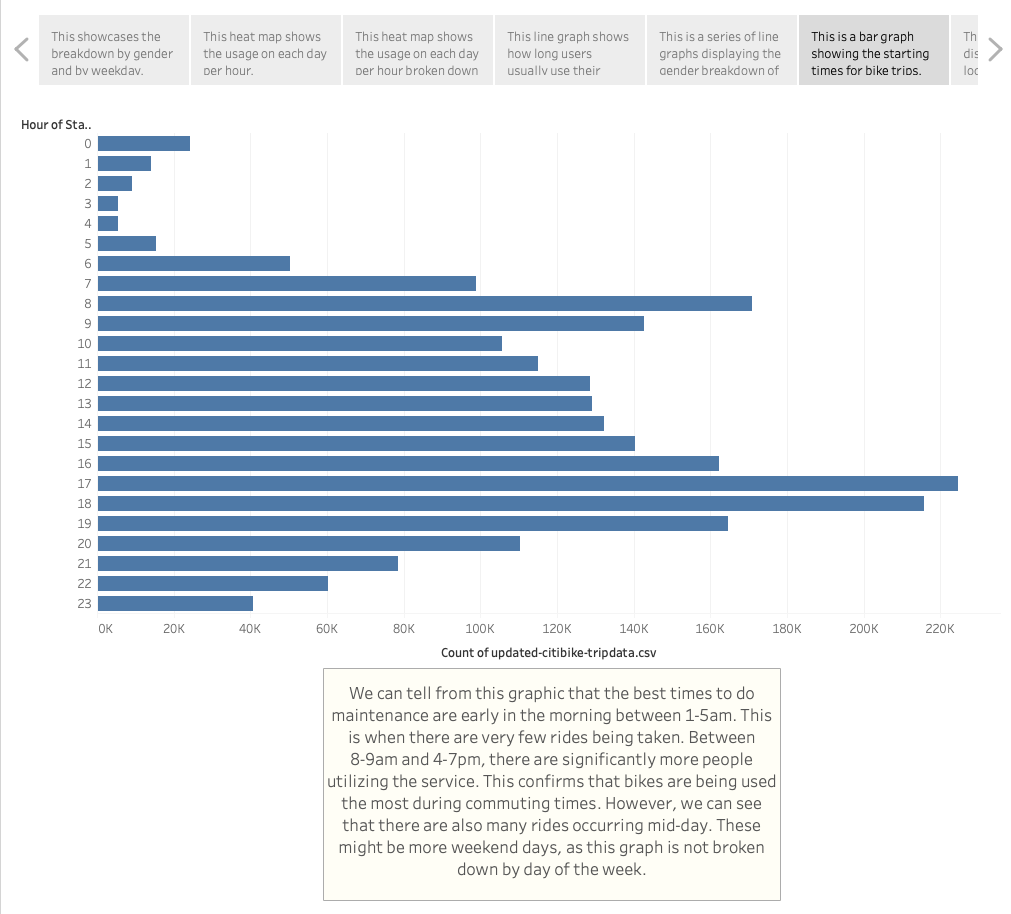 This showcases the
breakdown by gender
and by weekday.
This heat map shows
the usage on each day
per hour.
This heat map shows
the usage on each day
per hour broken down
This line graph shows
how long users
usually use their
This is a series of line
graphs displaying the
gender breakdown of
This is a bar graph
showing the starting
times for bike trips.
Th
dis
loc
Hour of Sta..
0
1
2
3
4
5
6
7
8
9
10
11
12
13
14
15
16
17
18
19
20
21
22
23
0K 20K 40K 60K 80K 100K 120K 140K 160K 180K 200K 220K
Count of updated-citibike-tripdata.csv
We can tell from this graphic that the best times to do
maintenance are early in the morning between 1-5am. This
is when there are very few rides being taken. Between
8-9am and 4-7pm, there are significantly more people
utilizing the service. This confirms that bikes are being used
the most during commuting times. However, we can see
that there are also many rides occurring mid-day. These
might be more weekend days, as this graph is not broken
down by day of the week.